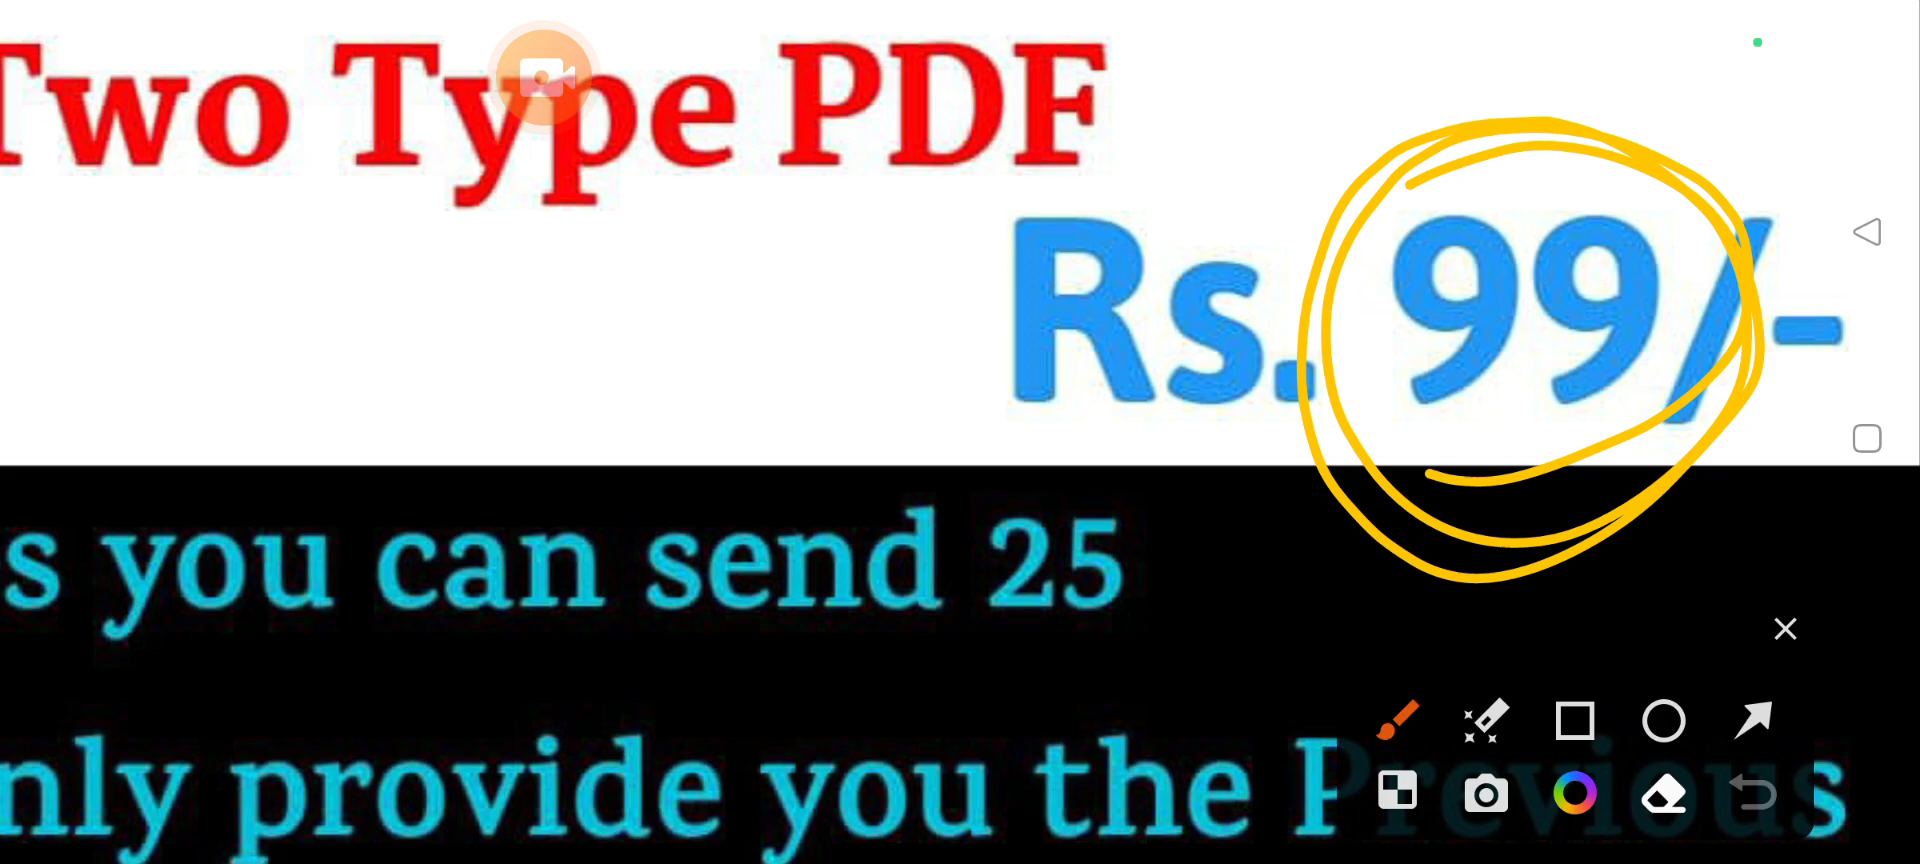 Two Type PDF
Rs. 99/-
s you can send 25
nly provide you the Previous